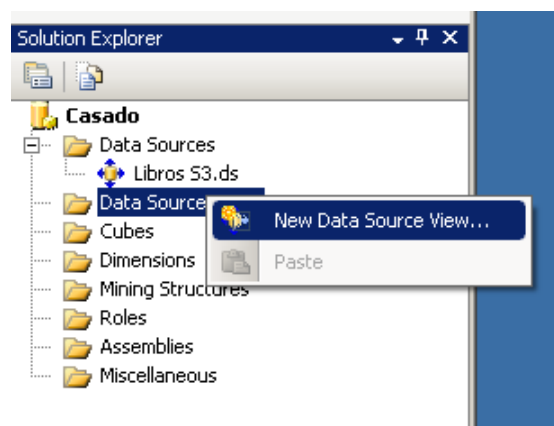 Solution Explorer
Casado
Data Sources
Libros S3.ds
Data Source
New Data Source View...
Cubes
Dimensions
Paste
Mining Structures
Roles
Assemblies
Miscellaneous